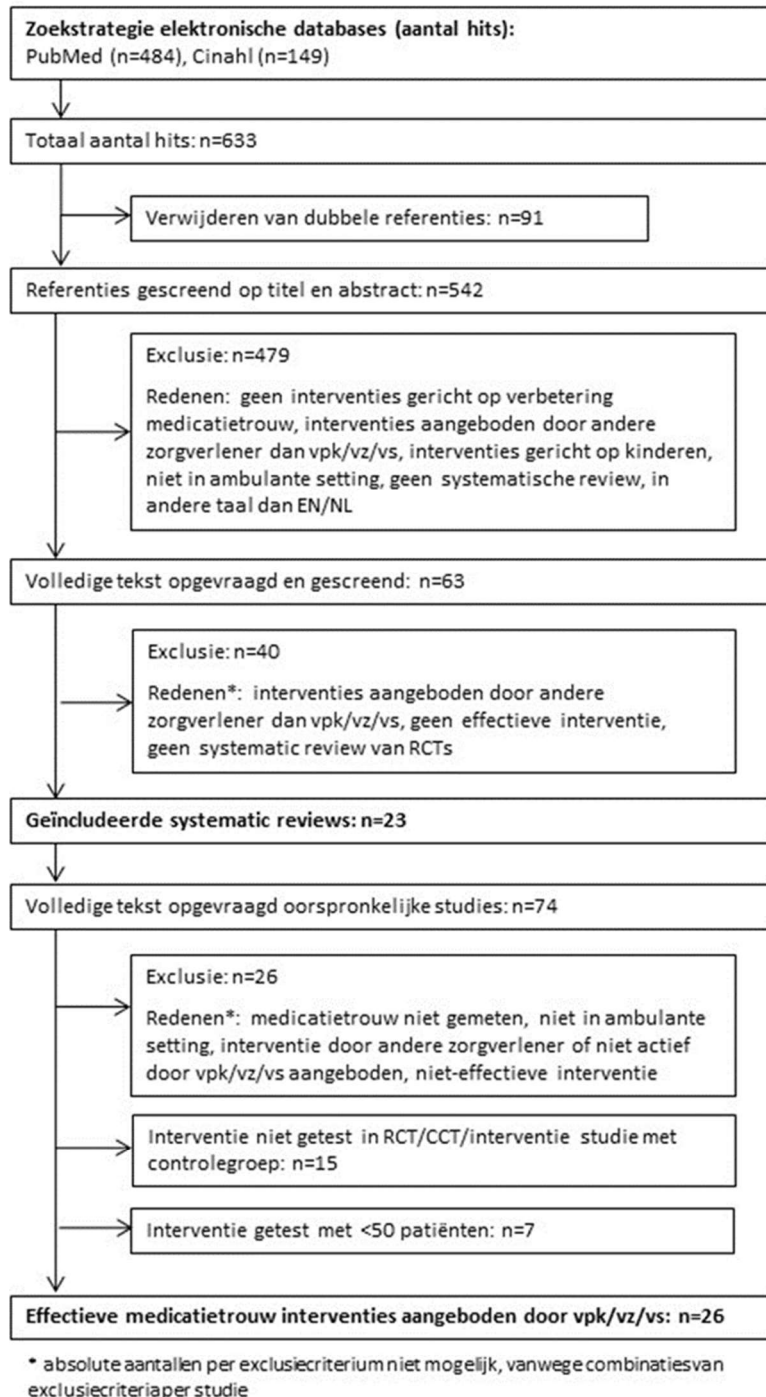 Zoekstrategie elektronische databases (aantal hits):
PubMed (n=484), Cinahl (n=149)
Totaal aantal hits: n=633
Verwijderen van dubbele referenties: n=91
Referenties gescreend op titel en abstract: n=542
Exclusie: n=479
Redenen: geen interventies gericht op verbetering
medicatietrouw, interventies aangeboden door andere
zorgverlener dan vpk/vz/vs, interventies gericht op kinderen,
niet in ambulante setting, geen systematische review, in
andere taal dan EN/NL
Volledige tekst opgevraagd en gescreend: n=63
Exclusie: n=40
Redenen*: interventies aangeboden door andere
zorgverlener dan vpk/vz/vs, geen effectieve interventie,
geen systematic review van RCTs
Geïncludeerde systematic reviews: n=23
Volledige tekst opgevraagd oorspronkelijke studies: n=74
Exclusie: n=26
Redenen*: medicatietrouw niet gemeten, niet in ambulante
setting, interventie door andere zorgverlener of niet actief
door vpk/vz/vs aangeboden, niet-effectieve interventie
Interventie niet getest in RCT/CCT/interventie studie met
controlegroep: n=15
Interventie getest met <50 patiënten: n=7
Effectieve medicatietrouw interventies aangeboden door vpk/vz/vs: n=26
* absolute aantallen per exclusiecriterium niet mogelijk, vanwege combinaties van
exclusiecriteria per studie